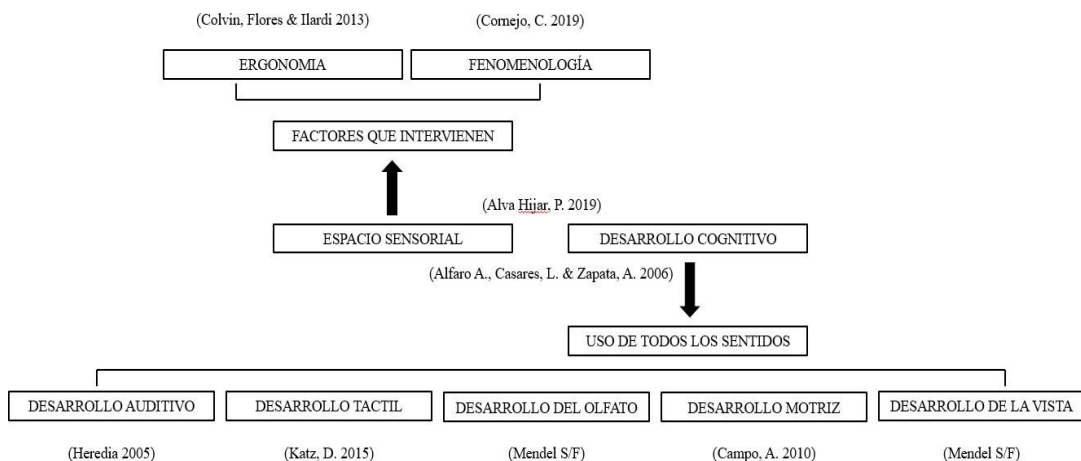 (Colvin, Flores & Ilardi 2013) (Cornejo, C. 2019)
ERGONOMIA FENOMENOLOGÍA
FACTORES QUE INTERVIENEN
(Alva Hijar, P. 2019)
ESPACIO SENSORIAL DESARROLLO COGNITIVO
(Alfaro A., Casares, L. & Zapata, A. 2006)
USO DE TODOS LOS SENTIDOS
DESARROLLO AUDITIVO DESARROLLO TACTIL DESARROLLO DEL OLFATO DESARROLLO MOTRIZ DESARROLLO DE LA VISTA
(Heredia 2005) (Katz, D. 2015) (Mendel S/F) (Campo, A. 2010) (Mendel S/F)